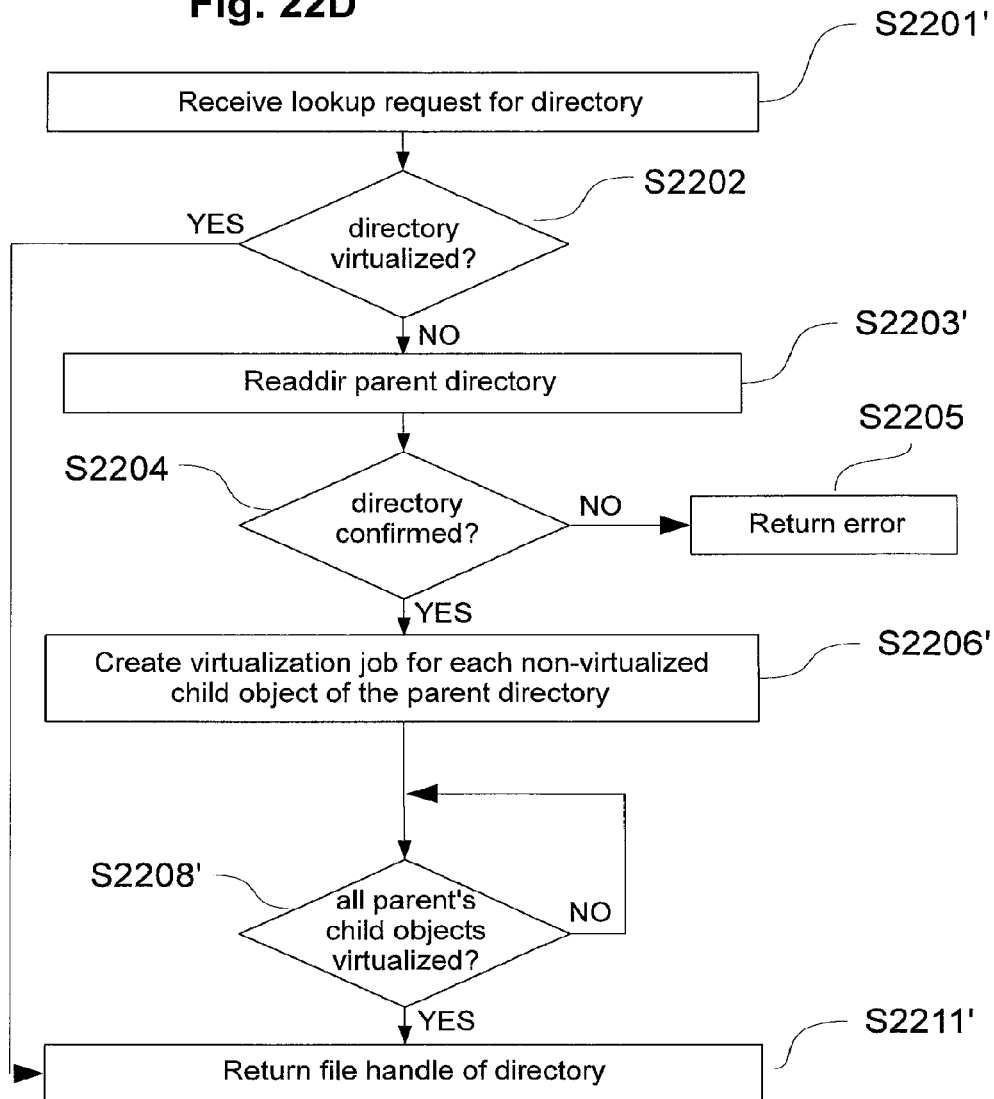 Fig. 22D
S2201'
Receive lookup request for directory
S2202
YES
directory
virtualized?
NO
S2203'
Readdir parent directory
S2205
S2204
directory
confirmed?
NO
Return error
YES
S2206'
Create virtualization job for each non-virtualized
child object of the parent directory
S2208'
all parent's
child objects
virtualized?
NO
YES
S2211'
Return file handle of directory